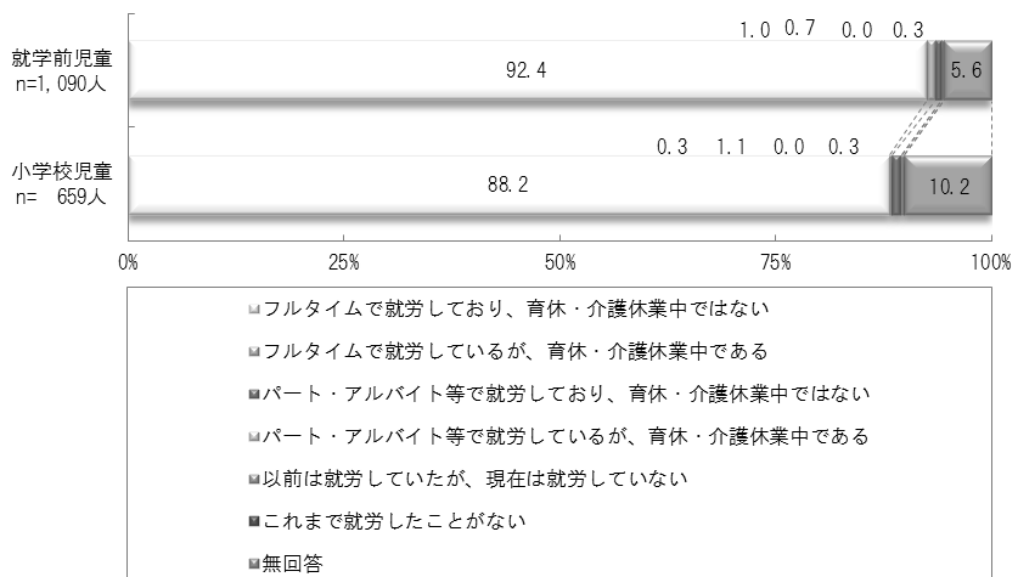 1.0 0.7 0.0 0.3
就学前児童
n=1,090人
92.4
5.6
0.3 1.1 0.0 0.3
小学校児童
n= 659人
88.2
10.2
0% 25% 50% 75% 100%
フルタイムで就労しており、育休・介護休業中ではない
フルタイムで就労しているが、育休・介護休業中である
パート・アルバイト等で就労しており、育休・介護休業中ではない
パート・アルバイト等で就労しているが、育休・介護休業中である
以前は就労していたが、現在は就労していない
これまで就労したことがない
無回答